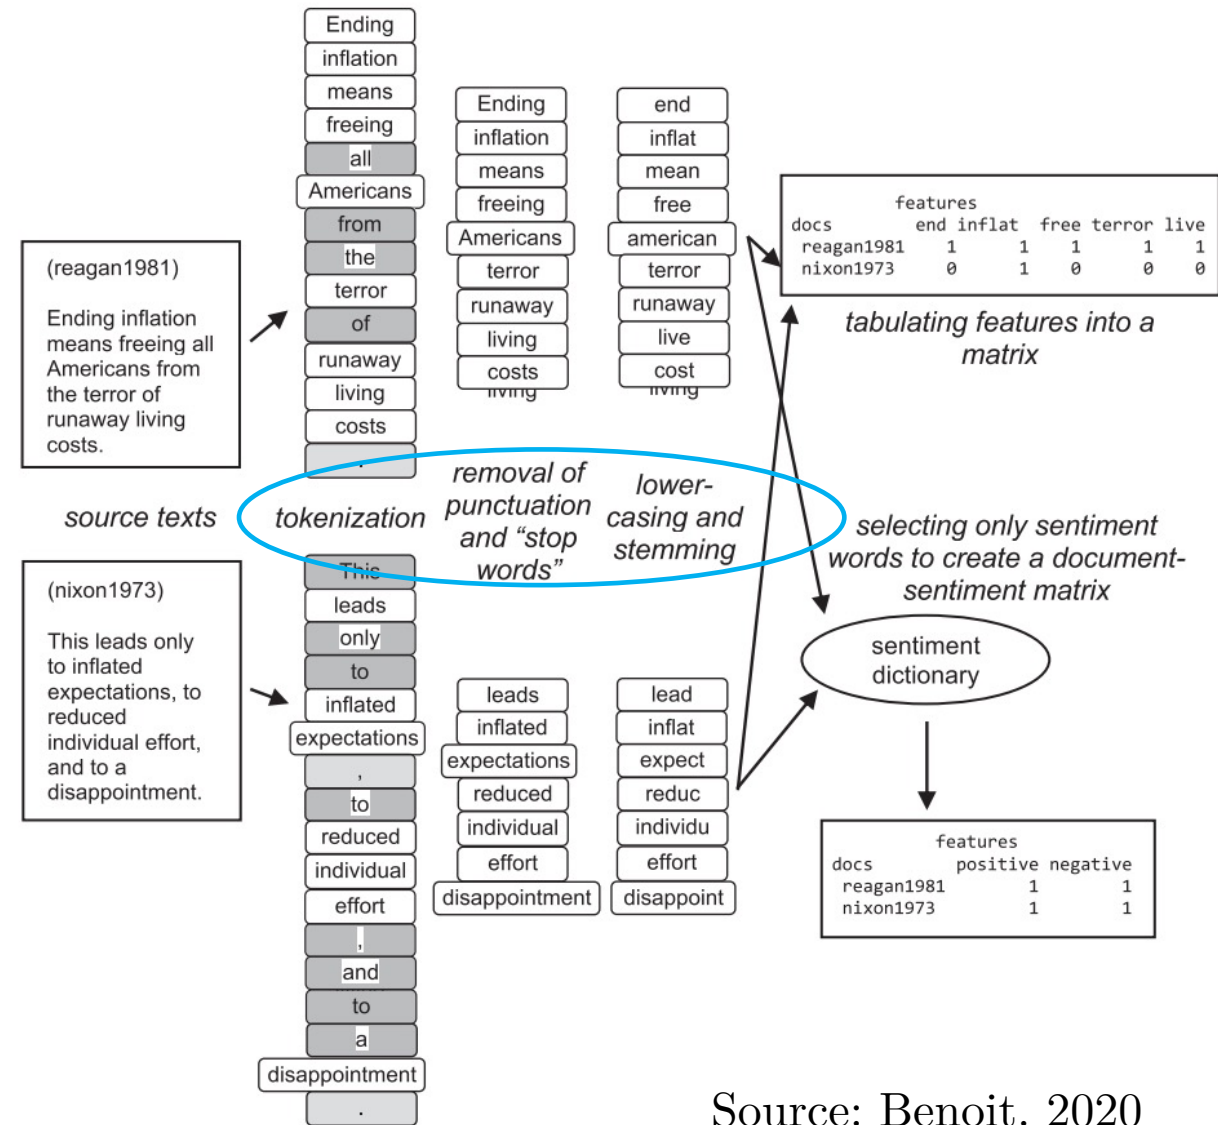 (reagan1981)
Ending inflation
means freeing all
Americans from
the terror of
runaway living
costs.
source texts
(nixon1973)
This leads only
to inflated
expectations, to
reduced
individual effort,
and to a
disappointment.
Ending
inflation
means
freeing
all
Americans
from
the
terror
of
runaway
living
costs
.
tokenization
This
leads
only
to
inflated
expectations
,
to
reduced
individual
effort
,
and
to
a
disappointment
.
Ending
inflation
means
freeing
Americans
terror
runaway
living
costs
living
removal of
punctuation
and “stop
words”
leads
inflated
expectations
reduced
individual
effort
disappointment
end
inflat
mean
free
american
terror
runaway
live
cost
living
lower-
casing and
stemming
lead
inflat
expect
reduc
individu
effort
disappoint
features
docs end inflat free terror live
reagan1981 1 1 1 1 1
nixon1973 0 1 0 0 0
tabulating features into a
matrix
selecting only sentiment
words to create a document-
sentiment matrix
sentiment
dictionary
features
docs positive negative
reagan1981 1 1
nixon1973 1 1
Source: Benoit, 2020